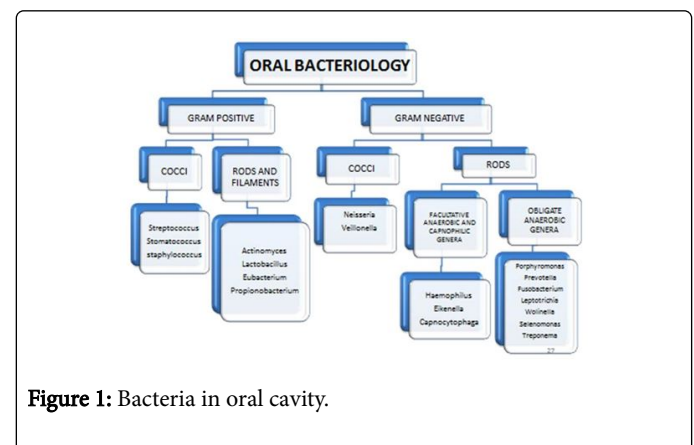 ORAL BACTERIOLOGY
GRAM POSITIVE
GRAM NEGATIVE
COCCI
RODS AND
FILAMENTS
COCCI
RODS
Streptococcus
Stomatococcus
staphylococcus
Actinomyces
Lactobacillus
Eubacterium
Propionobacterium
Neisseria
Veillonella
FACULTATIVE
ANAEROBIC AND
CAPNOPHILIC
GENERA
OBLIGATE
ANAEROBIC
GENERA
Haemophilus
Eikenella
Capnocytophaga
Porphyromonas
Prevotella
Fusobacterium
Leptotrichia
Wolinella
Selenomonas
Treponema
27
Figure 1: Bacteria in oral cavity.